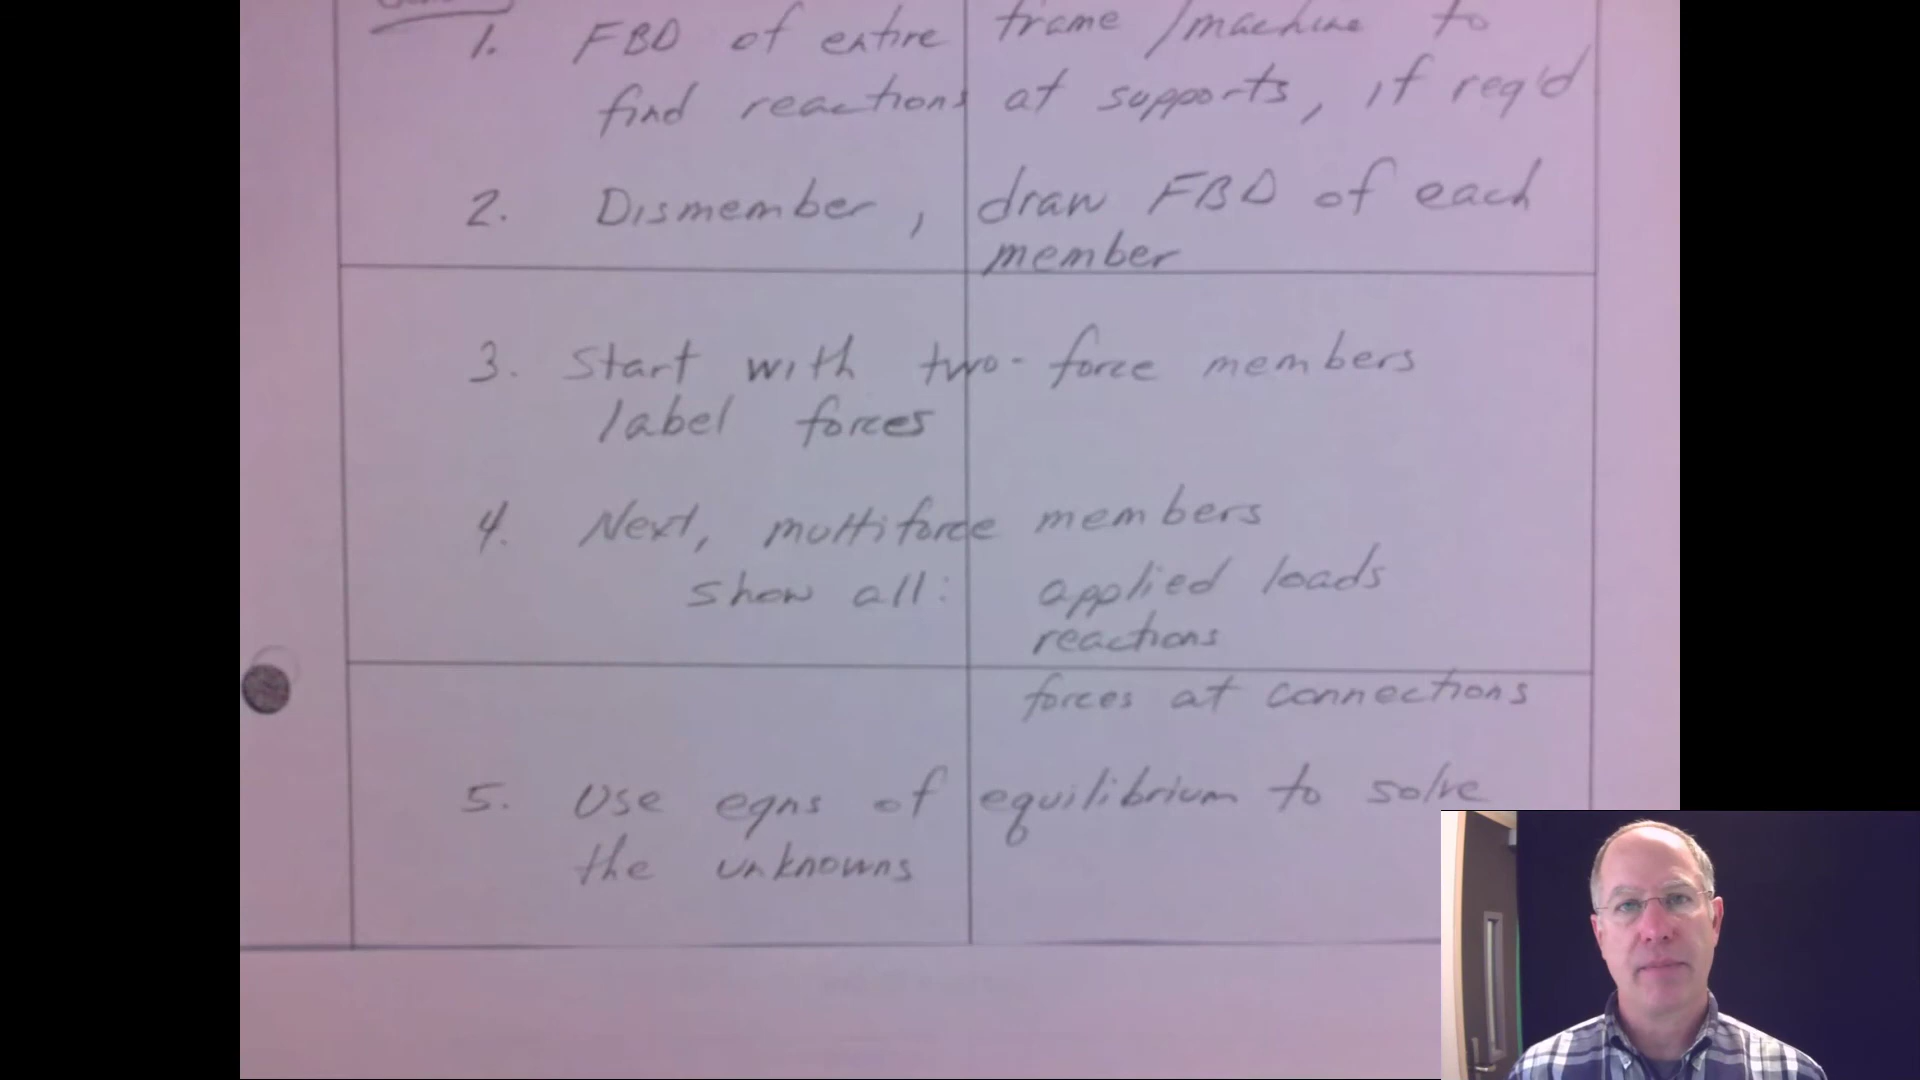 1. FBD of entire frame/machine to
find reactions at supports, if req'd
2. Dismember, draw FBD of each
member
3. Start with two-force members
label forces
4. Next, multiforce members
show all: applied loads
reactions
forces at connections
5. Use eqns of equilibrium to solve
the unknowns